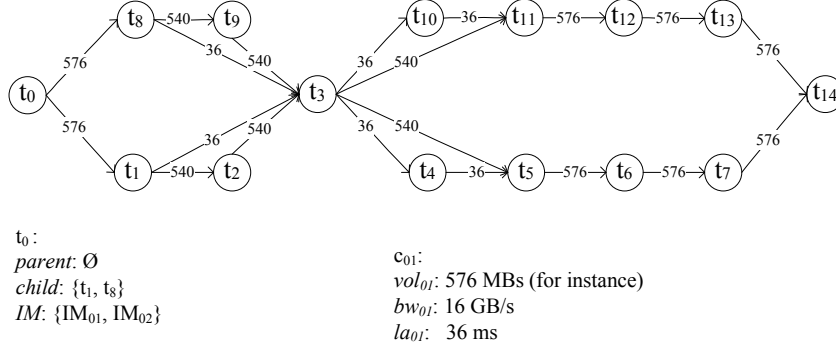 t8 540 t9 t10 36 t11 576 t12 576 t13
576 36 540 36 540 576
t0 t3 t14
576 36 540 36 540 576
t1 540 t2 t4 36 t5 576 t6 576 t7
t0 :
parent: Ø
child: {t1, t8}
IM: {IM01, IM02}
c01:
vol01: 576 MBs (for instance)
bw01: 16 GB/s
la01: 36 ms